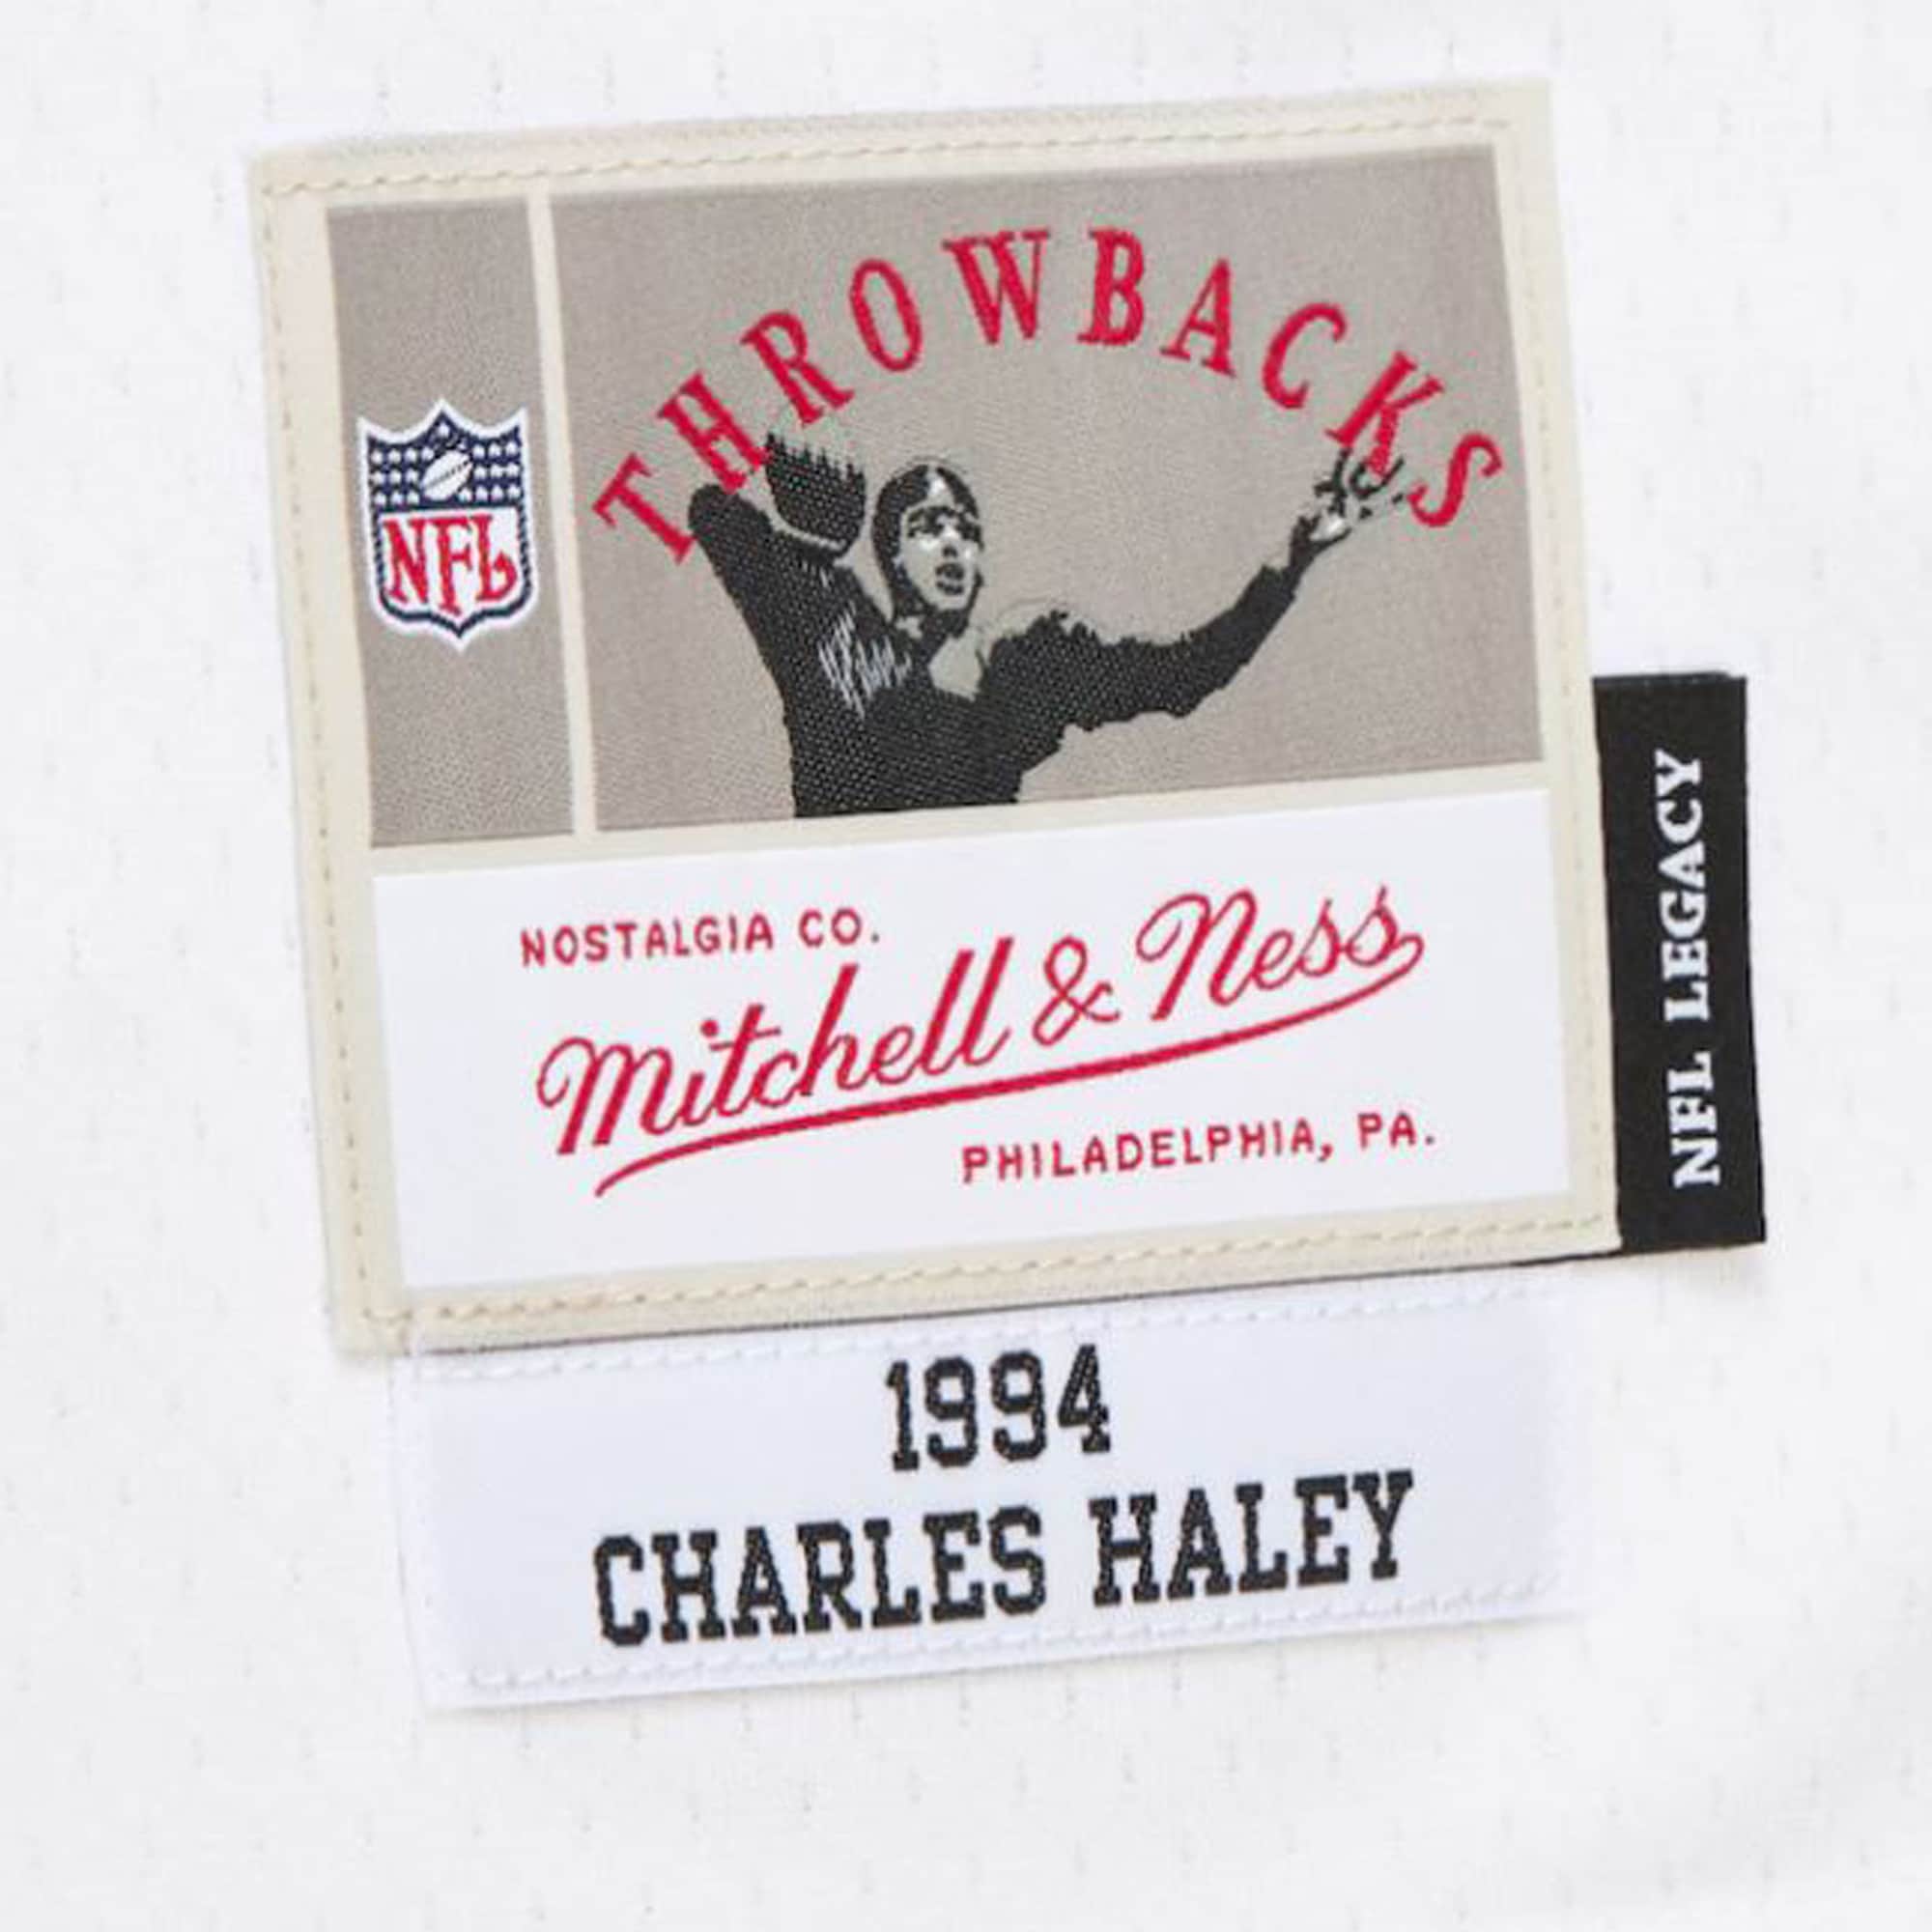 THROWBACKS
NFL
NOSTALGIA CO.
Mitchell & Ness
PHILADELPHIA, PA.
NFL LEGACY
1994
CHARLES HALEY